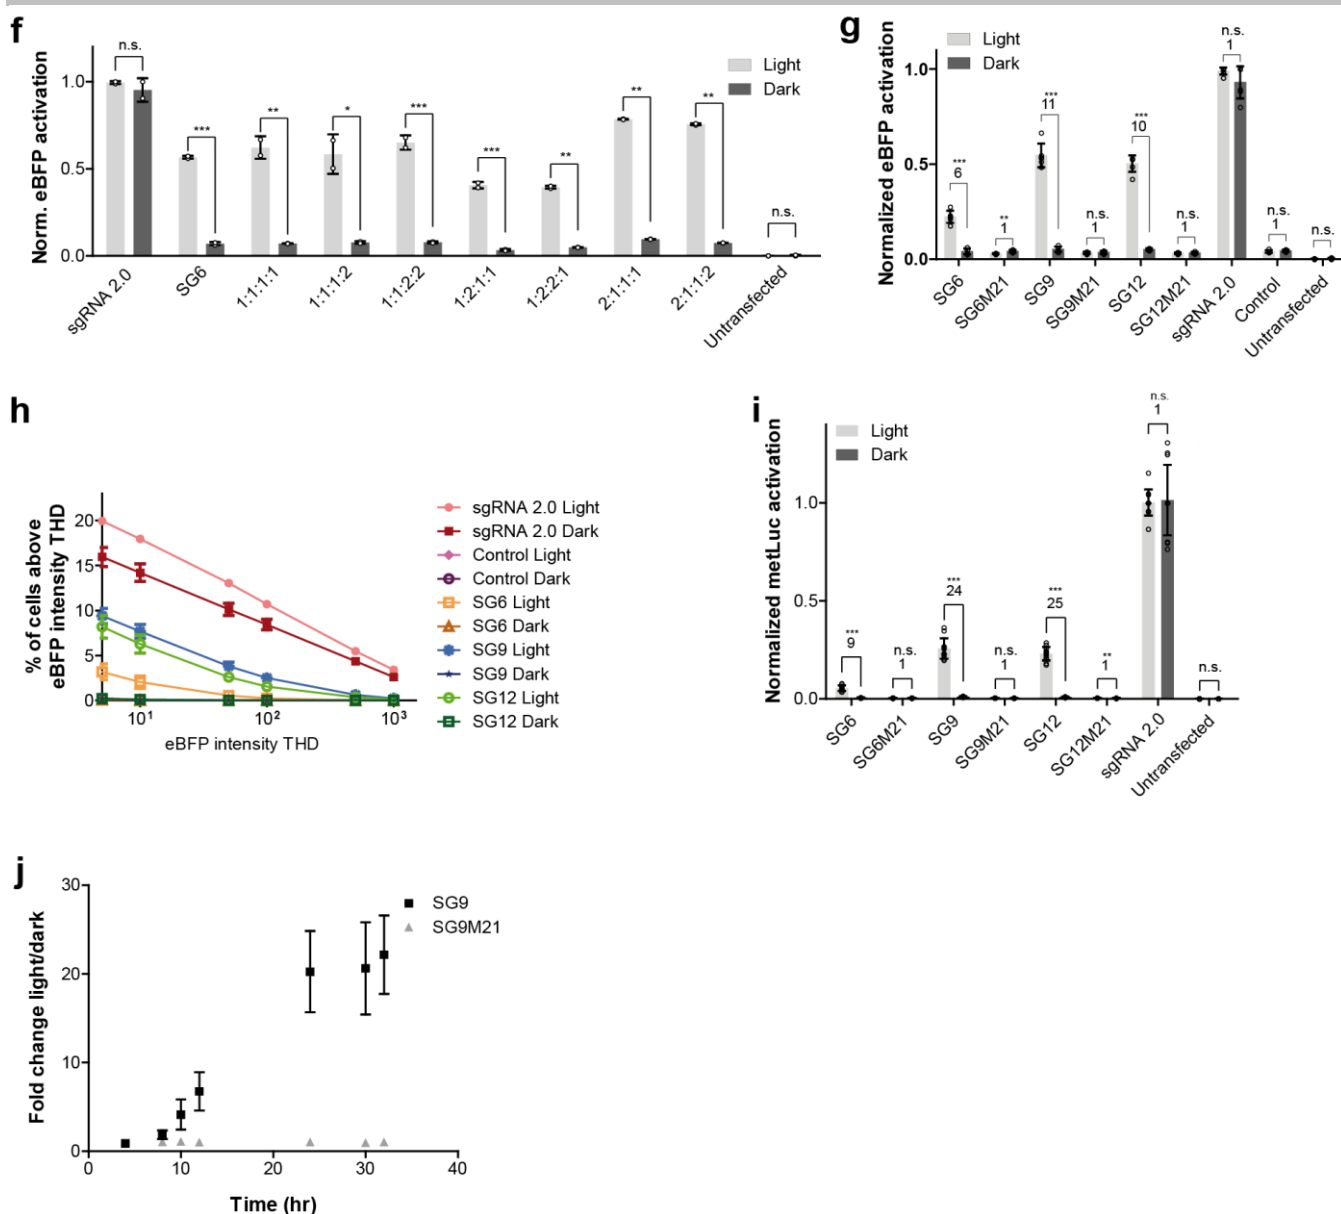 f
n.s.
Light
Dark
Norm. eBFP activation
1.0
0.5
0.0
***
**
*
***
***
**
**
**
n.s.
sgRNA 2.0
SG6
1:1:1:1
1:1:1:2
1:1:2:2
1:2:1:1
1:2:2:1
2:1:1:1
2:1:1:2
Untransfected
g
Light
Dark
Normalized eBFP activation
1.0
0.5
0.0
***
6
**
1
***
11
n.s.
1
***
10
n.s.
1
n.s.
1
n.s.
1
n.s.
SG6
SG6M21
SG9
SG9M21
SG12
SG12M21
sgRNA 2.0
Control
Untransfected
h
% of cells above
eBFP intensity THD
20
15
10
5
0
10¹
10²
10³
eBFP intensity THD
sgRNA 2.0 Light
sgRNA 2.0 Dark
Control Light
Control Dark
SG6 Light
SG6 Dark
SG9 Light
SG9 Dark
SG12 Light
SG12 Dark
i
Light
Dark
Normalized metLuc activation
1.0
0.5
0.0
***
9
n.s.
1
***
24
n.s.
1
***
25
**
1
n.s.
1
n.s.
SG6
SG6M21
SG9
SG9M21
SG12
SG12M21
sgRNA 2.0
Untransfected
j
SG9
SG9M21
Fold change light/dark
30
20
10
0
0
10
20
30
40
Time (hr)